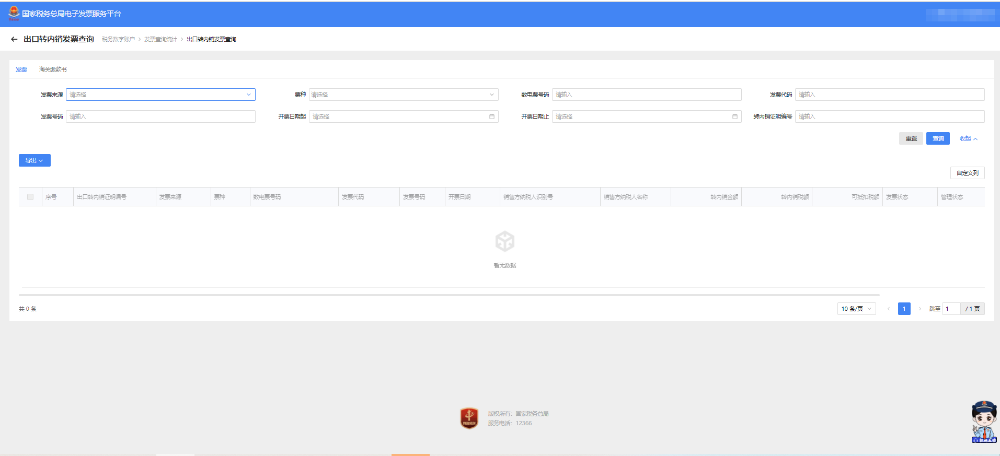 国家税务总局电子发票服务平台
出口转内销发票查询 税务数字账户 > 发票查询统计 > 出口转内销发票查询
发票 海关缴款书
发票来源 请选择 票种 请选择 数电票号码 请输入 发票代码 请输入
发票号码 请输入 开票日期起 请选择 开票日期止 请选择 转内销证明编号 请输入
重置 查询 收起
导出
自定义列
序号 出口转内销证明编号 发票来源 票种 数电票号码 发票代码 发票号码 开票日期 销售方纳税人识别号 销售方纳税人名称 转内销金额 转内销税额 可抵扣税额 发票状态 管理状态
暂无数据
共 0 条 10 条/页 < 1 > 跳至 1 / 1 页
版权所有：国家税务总局
服务电话：12366
征纳互动